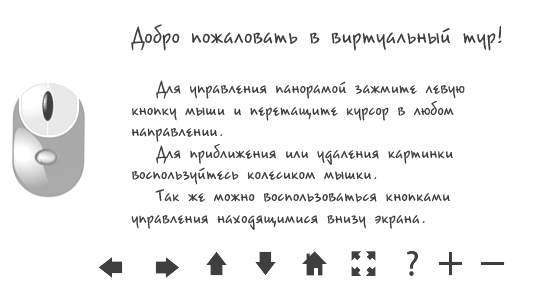 Добро пожаловать в виртуальный тур!
Для управления панорамой зажмите левую
кнопку мыши и перетащите курсор в любом
направлении.
Для приближения или удаления картинки
воспользуйтесь колесиком мышки.
Так же можно воспользоваться кнопками
управления находящимися внизу экрана.